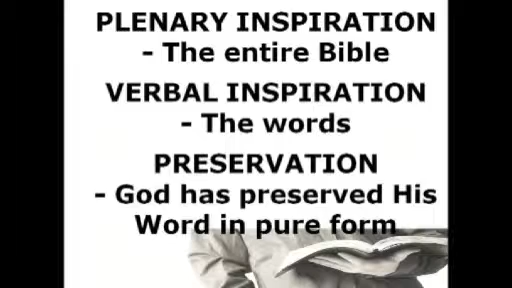 PLENARY INSPIRATION
- The entire Bible
VERBAL INSPIRATION
- The words
PRESERVATION
- God has preserved His
Word in pure form